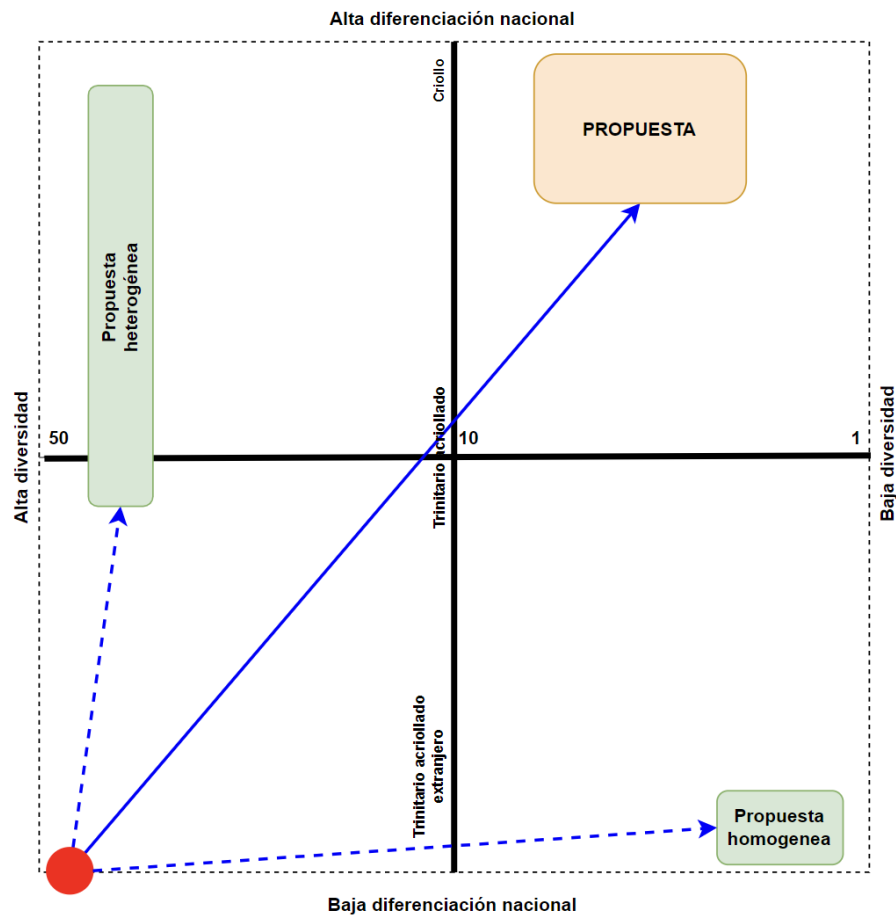 Alta diferenciación nacional
Criollo
PROPUESTA
Propuesta
heterogénea
Alta diversidad
50
Trinitario acriollado
10
1
Baja diversidad
Trinitario acriollado
extranjero
Propuesta
homogenea
Baja diferenciación nacional